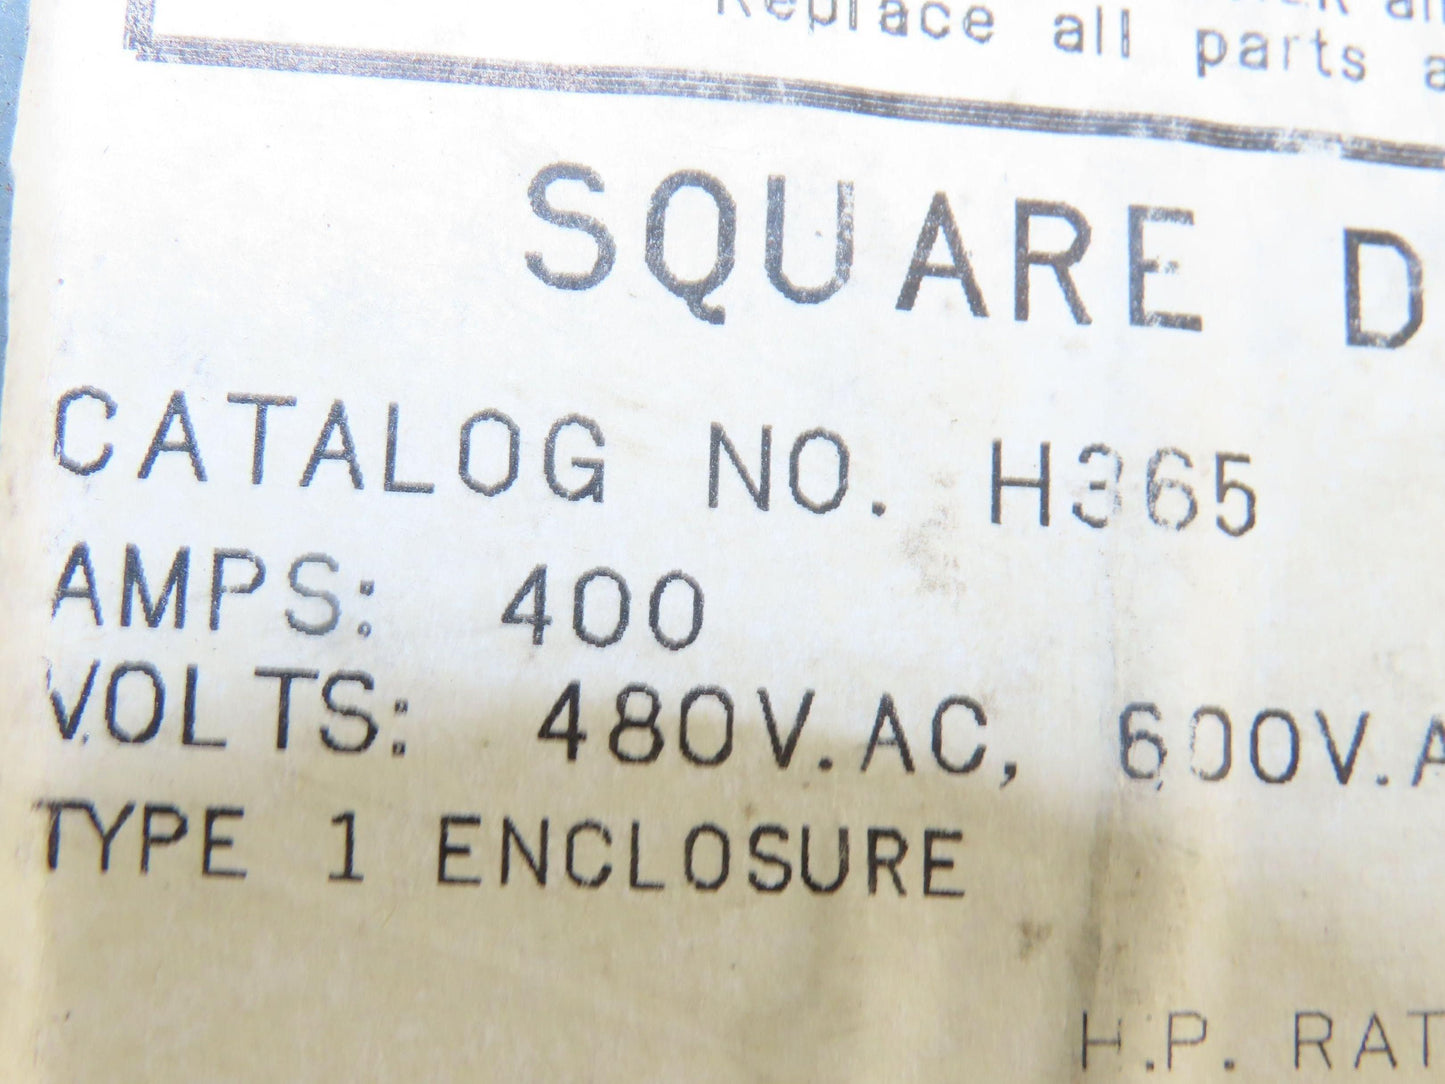 Replace all parts
SQUARE D
CATALOG NO. H365
AMPS: 400
VOLTS: 480V.AC, 600V.A
TYPE 1 ENCLOSURE
H.P. RAT